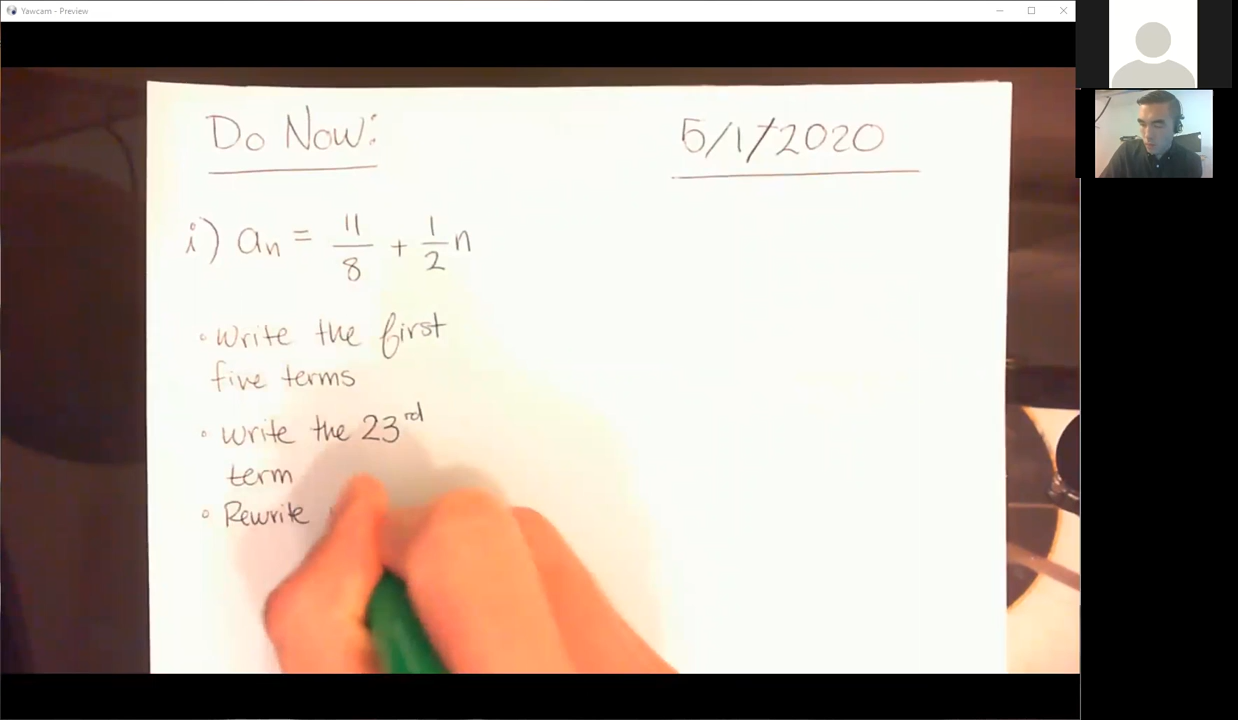 Yawcam - Preview
Do Now: 5/1/2020
i) aₙ = 11/8 + 1/2 n
• Write the first
five terms
• Write the 23rd
term
• Rewrite